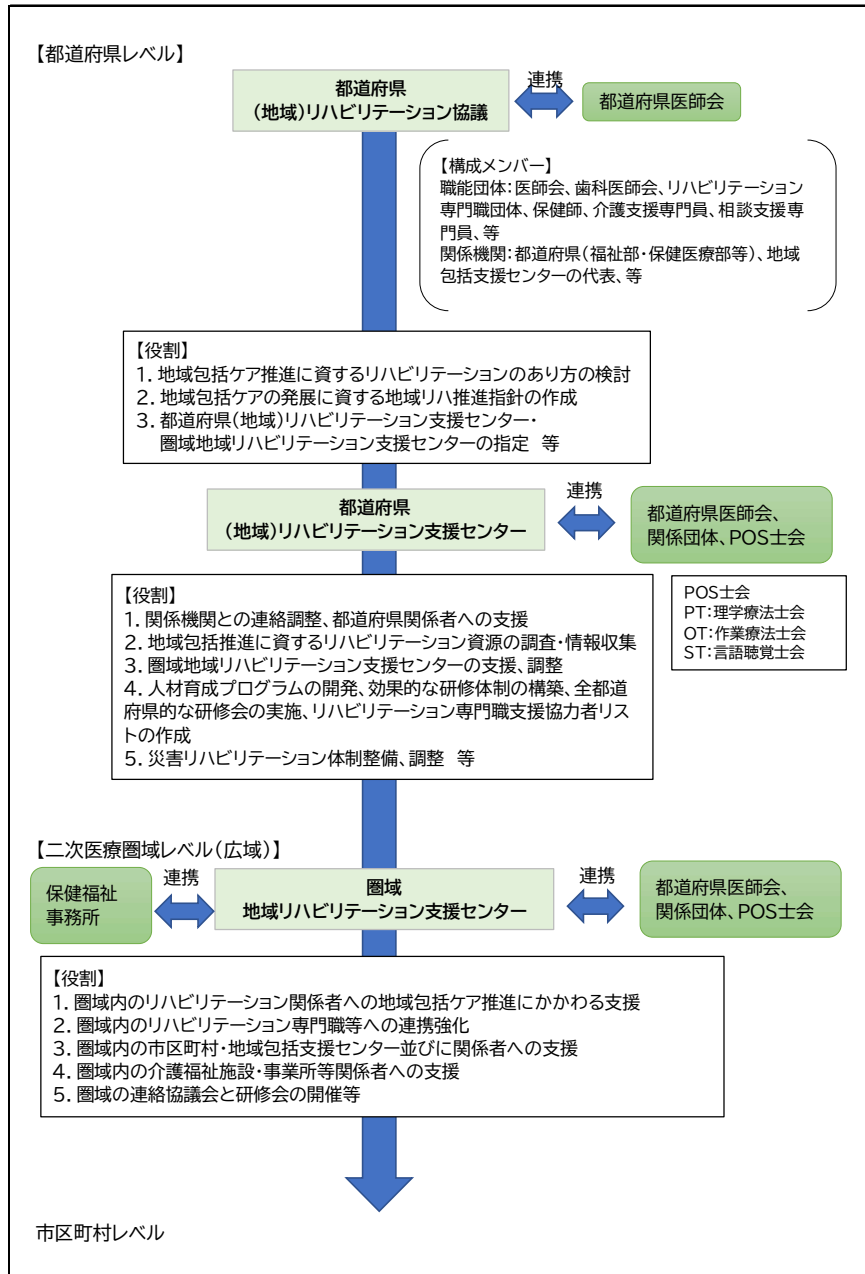 【都道府県レベル】
都道府県
（地域）リハビリテーション協議
連携
都道府県医師会
【構成メンバー】
職能団体：医師会、歯科医師会、リハビリテーション
専門職団体、保健師、介護支援専門員、相談支援専
門員、等
関係機関：都道府県（福祉部・保健医療部等）、地域
包括支援センターの代表、等
【役割】
1．地域包括ケア推進に資するリハビリテーションのあり方の検討
2．地域包括ケアの発展に資する地域リハ推進指針の作成
3．都道府県（地域）リハビリテーション支援センター・
圏域地域リハビリテーション支援センターの指定　等
都道府県
（地域）リハビリテーション支援センター
連携
都道府県医師会、
関係団体、POS士会
【役割】
1．関係機関との連絡調整、都道府県関係者への支援
2．地域包括推進に資するリハビリテーション資源の調査・情報収集
3．圏域地域リハビリテーション支援センターの支援、調整
4．人材育成プログラムの開発、効果的な研修体制の構築、全都道
府県的な研修会の実施、リハビリテーション専門職支援協力者リス
トの作成
5．災害リハビリテーション体制整備、調整　等
POS士会
PT：理学療法士会
OT：作業療法士会
ST：言語聴覚士会
【二次医療圏域レベル（広域）】
保健福祉
事務所
連携
圏域
地域リハビリテーション支援センター
連携
都道府県医師会、
関係団体、POS士会
【役割】
1．圏域内のリハビリテーション関係者への地域包括ケア推進にかかわる支援
2．圏域内のリハビリテーション専門職等への連携強化
3．圏域内の市区町村・地域包括支援センター並びに関係者への支援
4．圏域内の介護福祉施設・事業所等関係者への支援
5．圏域の連絡協議会と研修会の開催等
市区町村レベル